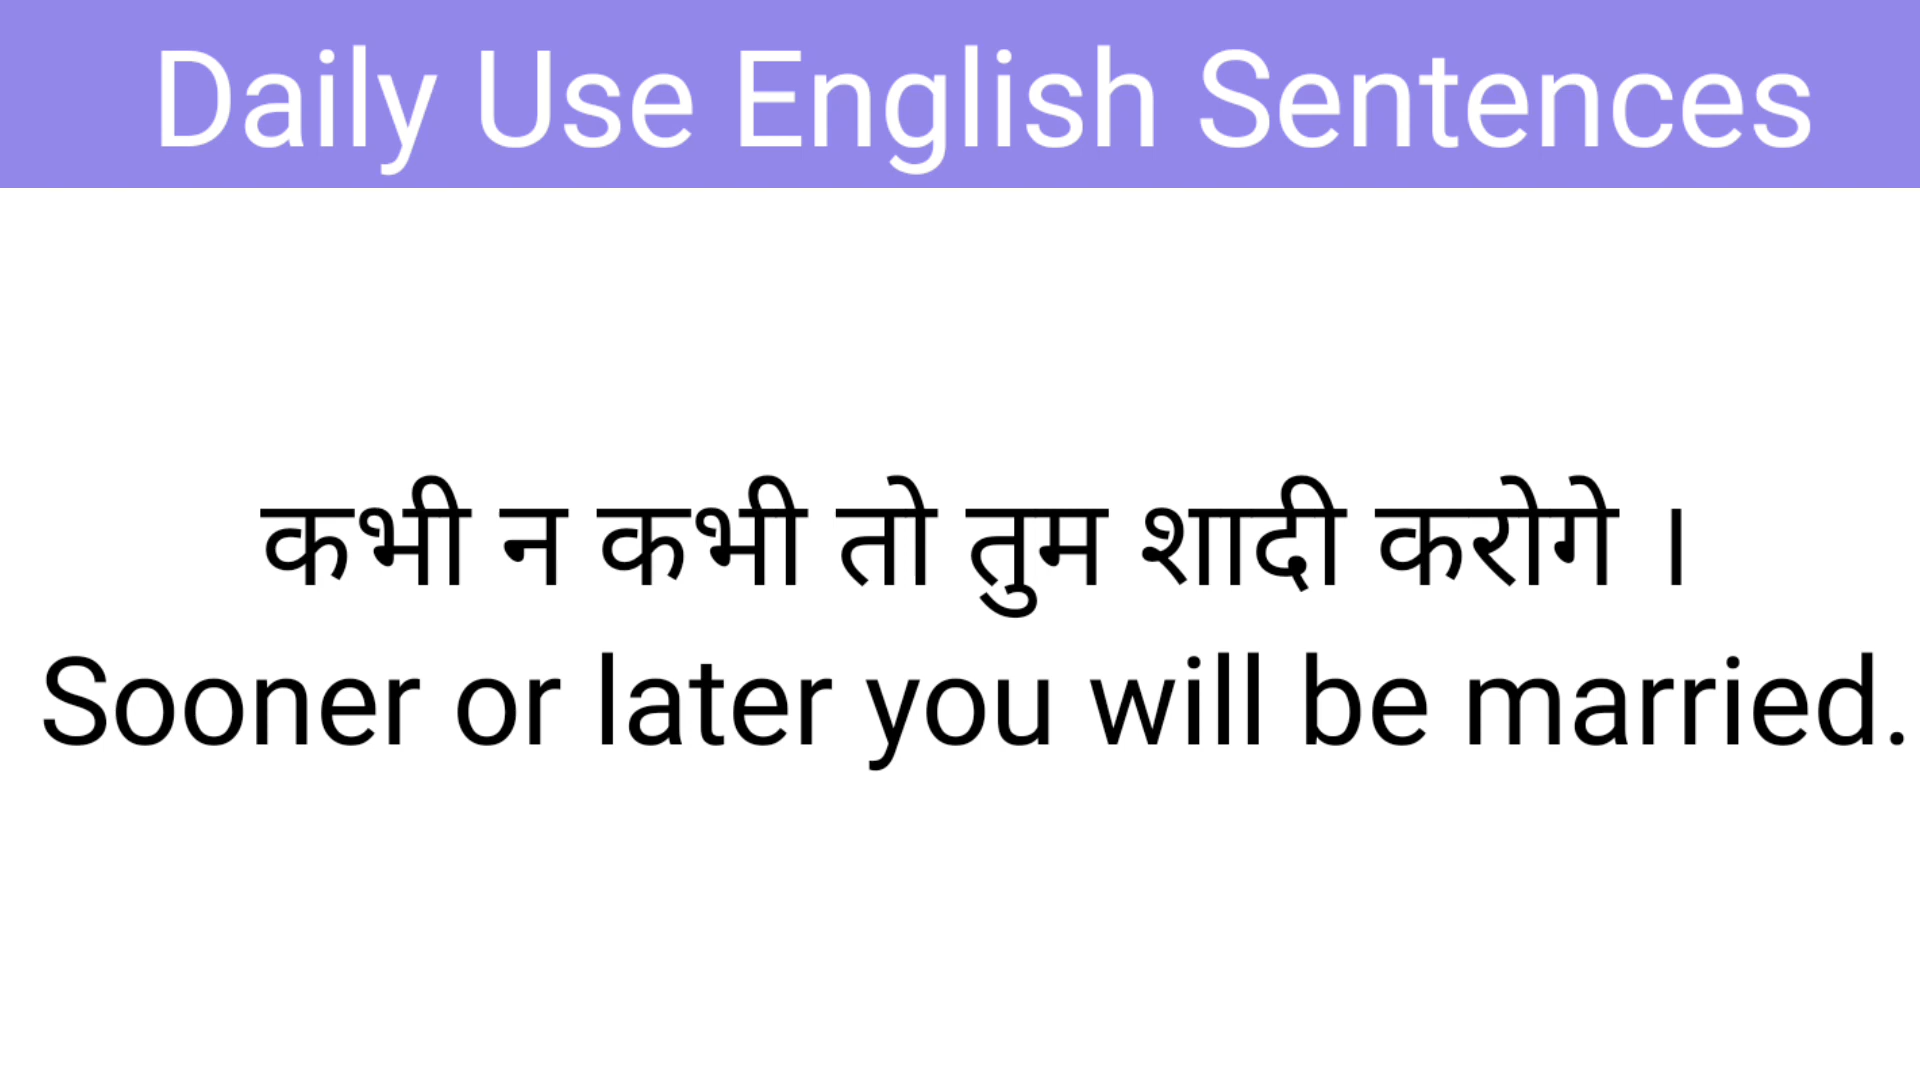 Daily Use English Sentences
कभी न कभी तो तुम शादी करोगे ।
Sooner or later you will be married.